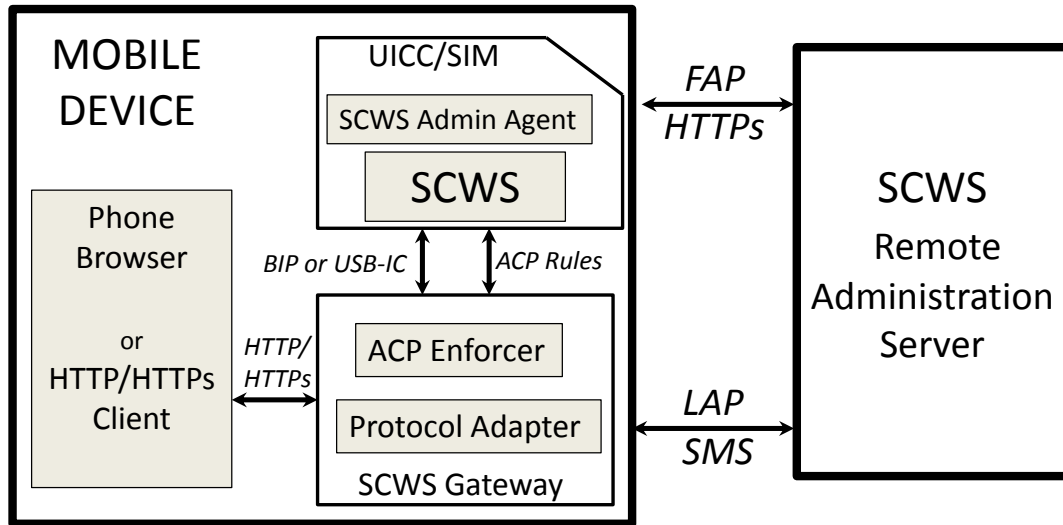 MOBILE
DEVICE
UICC/SIM
SCWS Admin Agent
SCWS
BIP or USB-IC
ACP Rules
Phone
Browser
or
HTTP/HTTPs
Client
HTTP/
HTTPs
ACP Enforcer
Protocol Adapter
SCWS Gateway
FAP
HTTPs
LAP
SMS
SCWS
Remote
Administration
Server